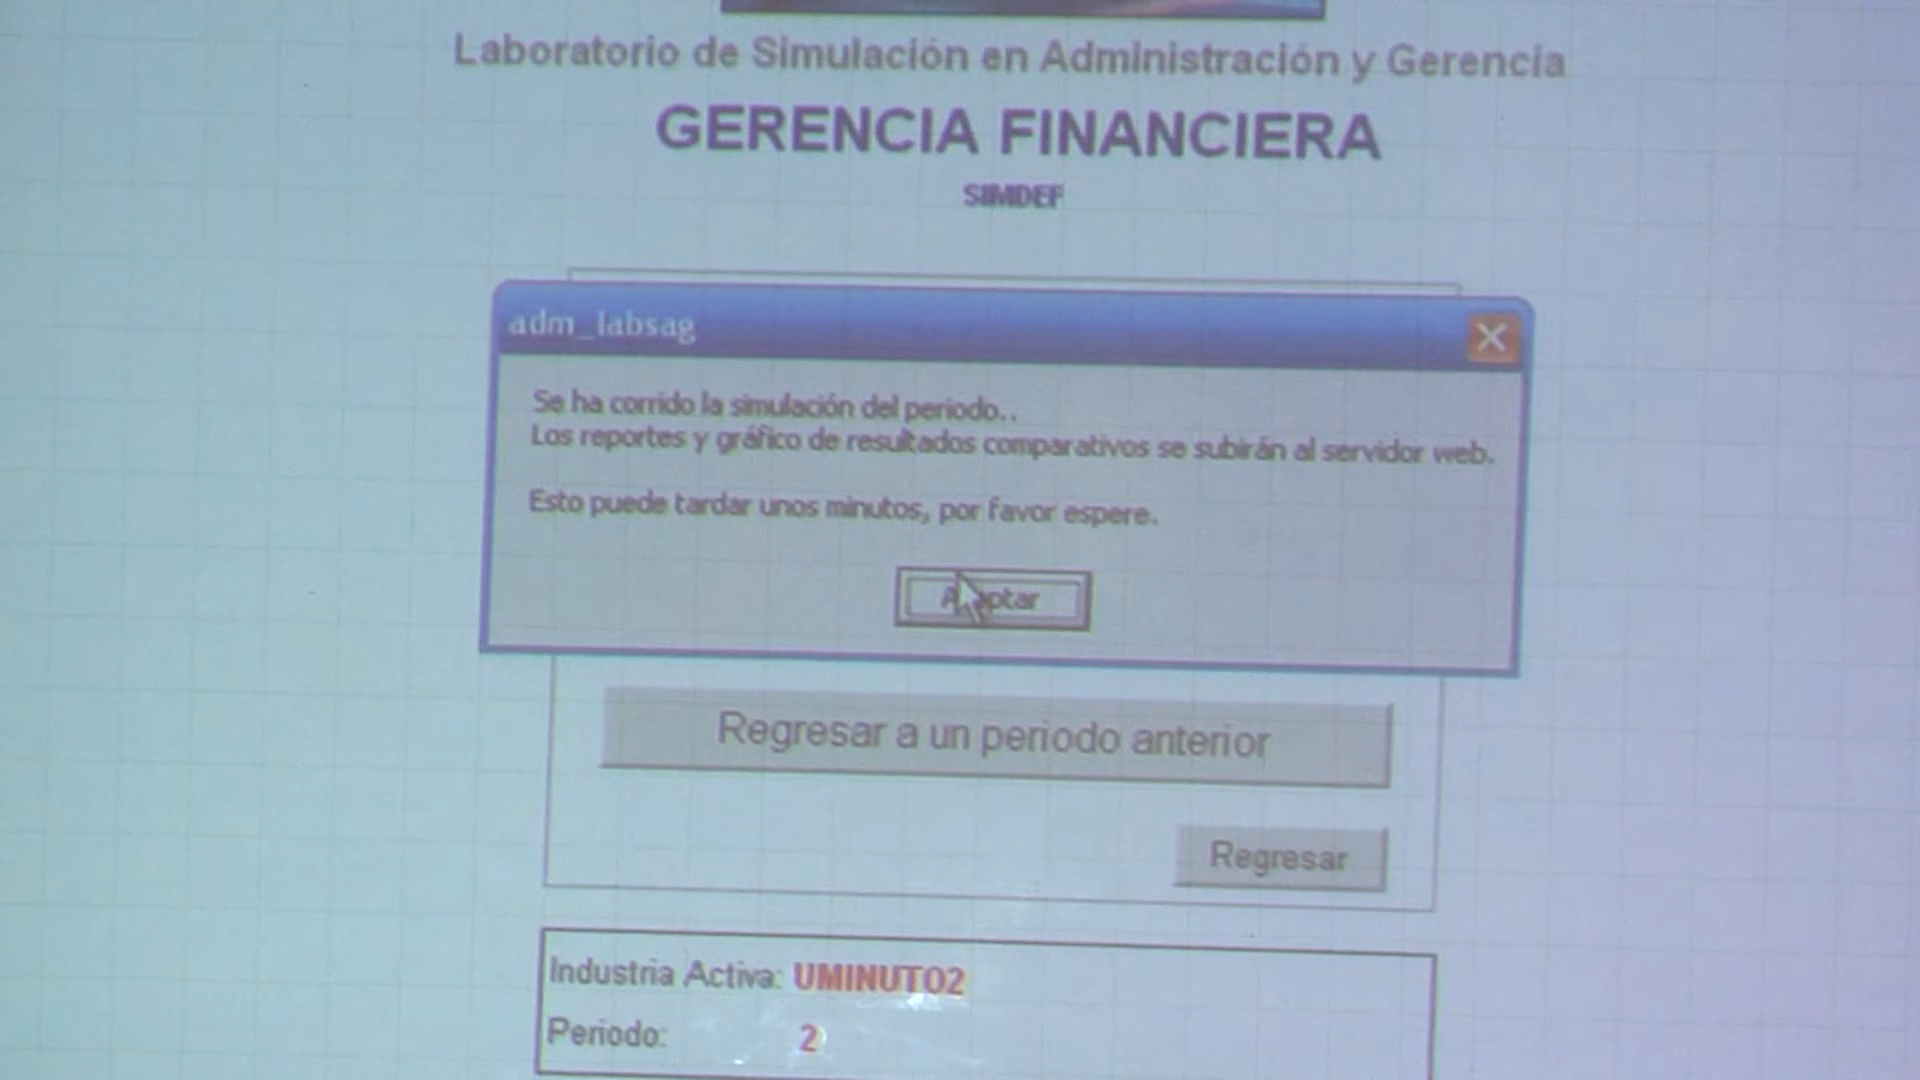 Laboratorio de Simulación en Administración y Gerencia
GERENCIA FINANCIERA
SIMDEF
adm_labsag
Se ha corrido la simulación del periodo..
Los reportes y gráfico de resultados comparativos se subirán al servidor web.
Esto puede tardar unos minutos, por favor espere.
Aceptar
Regresar a un periodo anterior
Regresar
Industria Activa: UMINUTO2
Periodo: 2